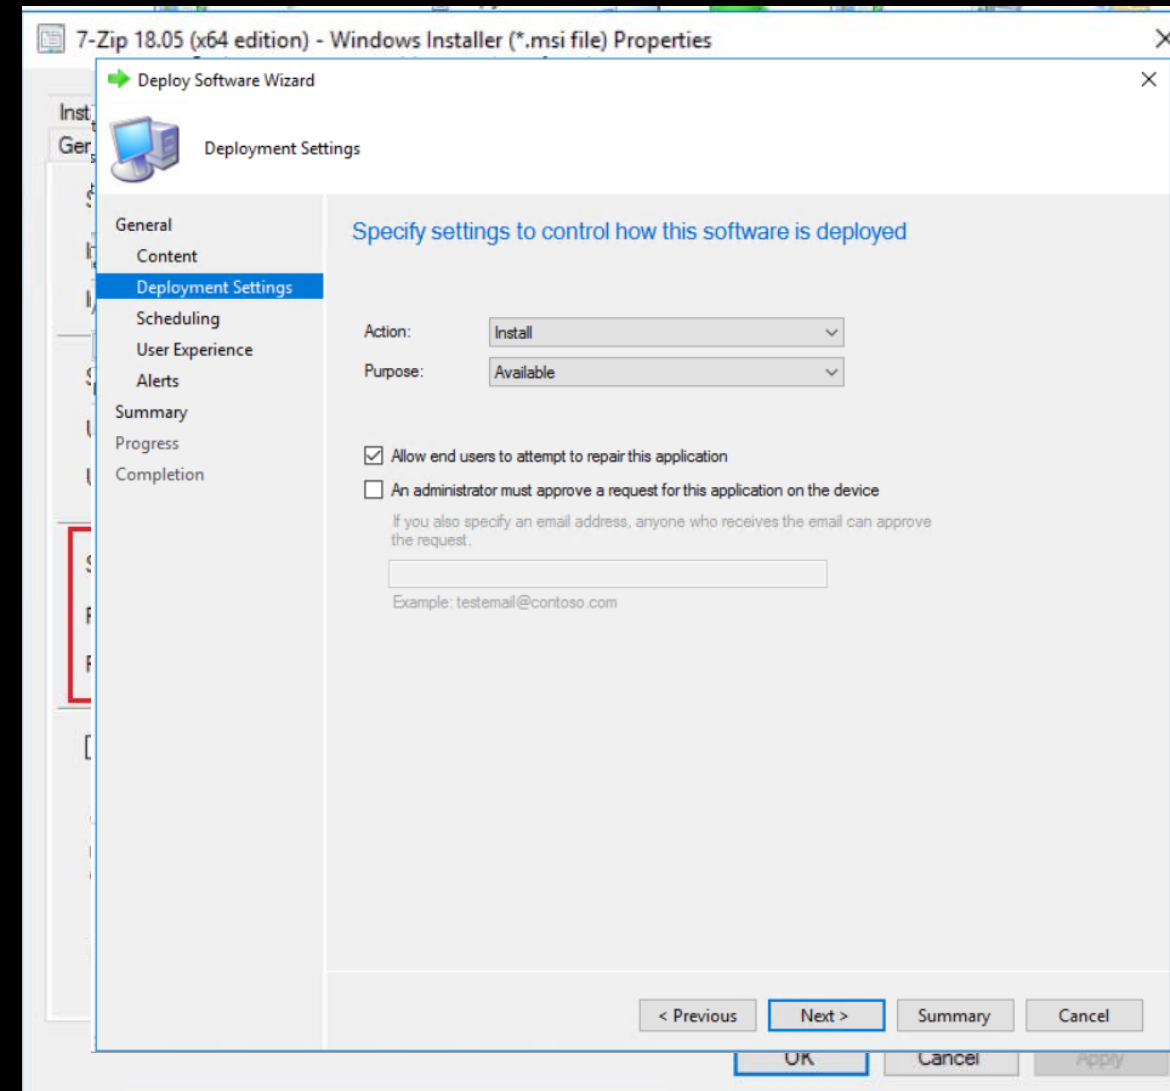 7-Zip 18.05 (x64 edition) - Windows Installer (*.msi file) Properties
Deploy Software Wizard
Deployment Settings
General
Content
Deployment Settings
Scheduling
User Experience
Alerts
Summary
Progress
Completion
Specify settings to control how this software is deployed
Action: Install
Purpose: Available
Allow end users to attempt to repair this application
An administrator must approve a request for this application on the device
If you also specify an email address, anyone who receives the email can approve
the request.
Example: testemail@contoso.com
< Previous Next > Summary Cancel
OK Cancel Apply